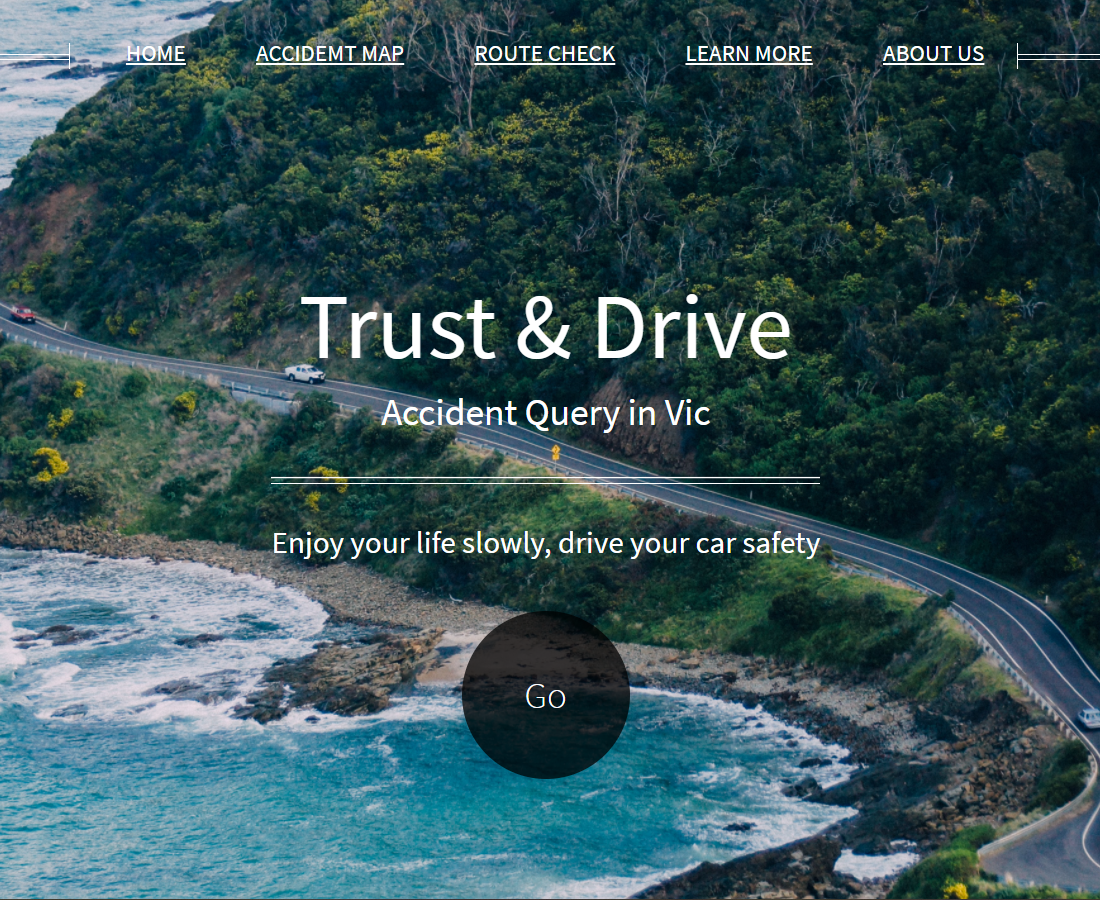 HOME ACCIDEMT MAP ROUTE CHECK LEARN MORE ABOUT US
Trust & Drive
Accident Query in Vic
Enjoy your life slowly, drive your car safety
Go